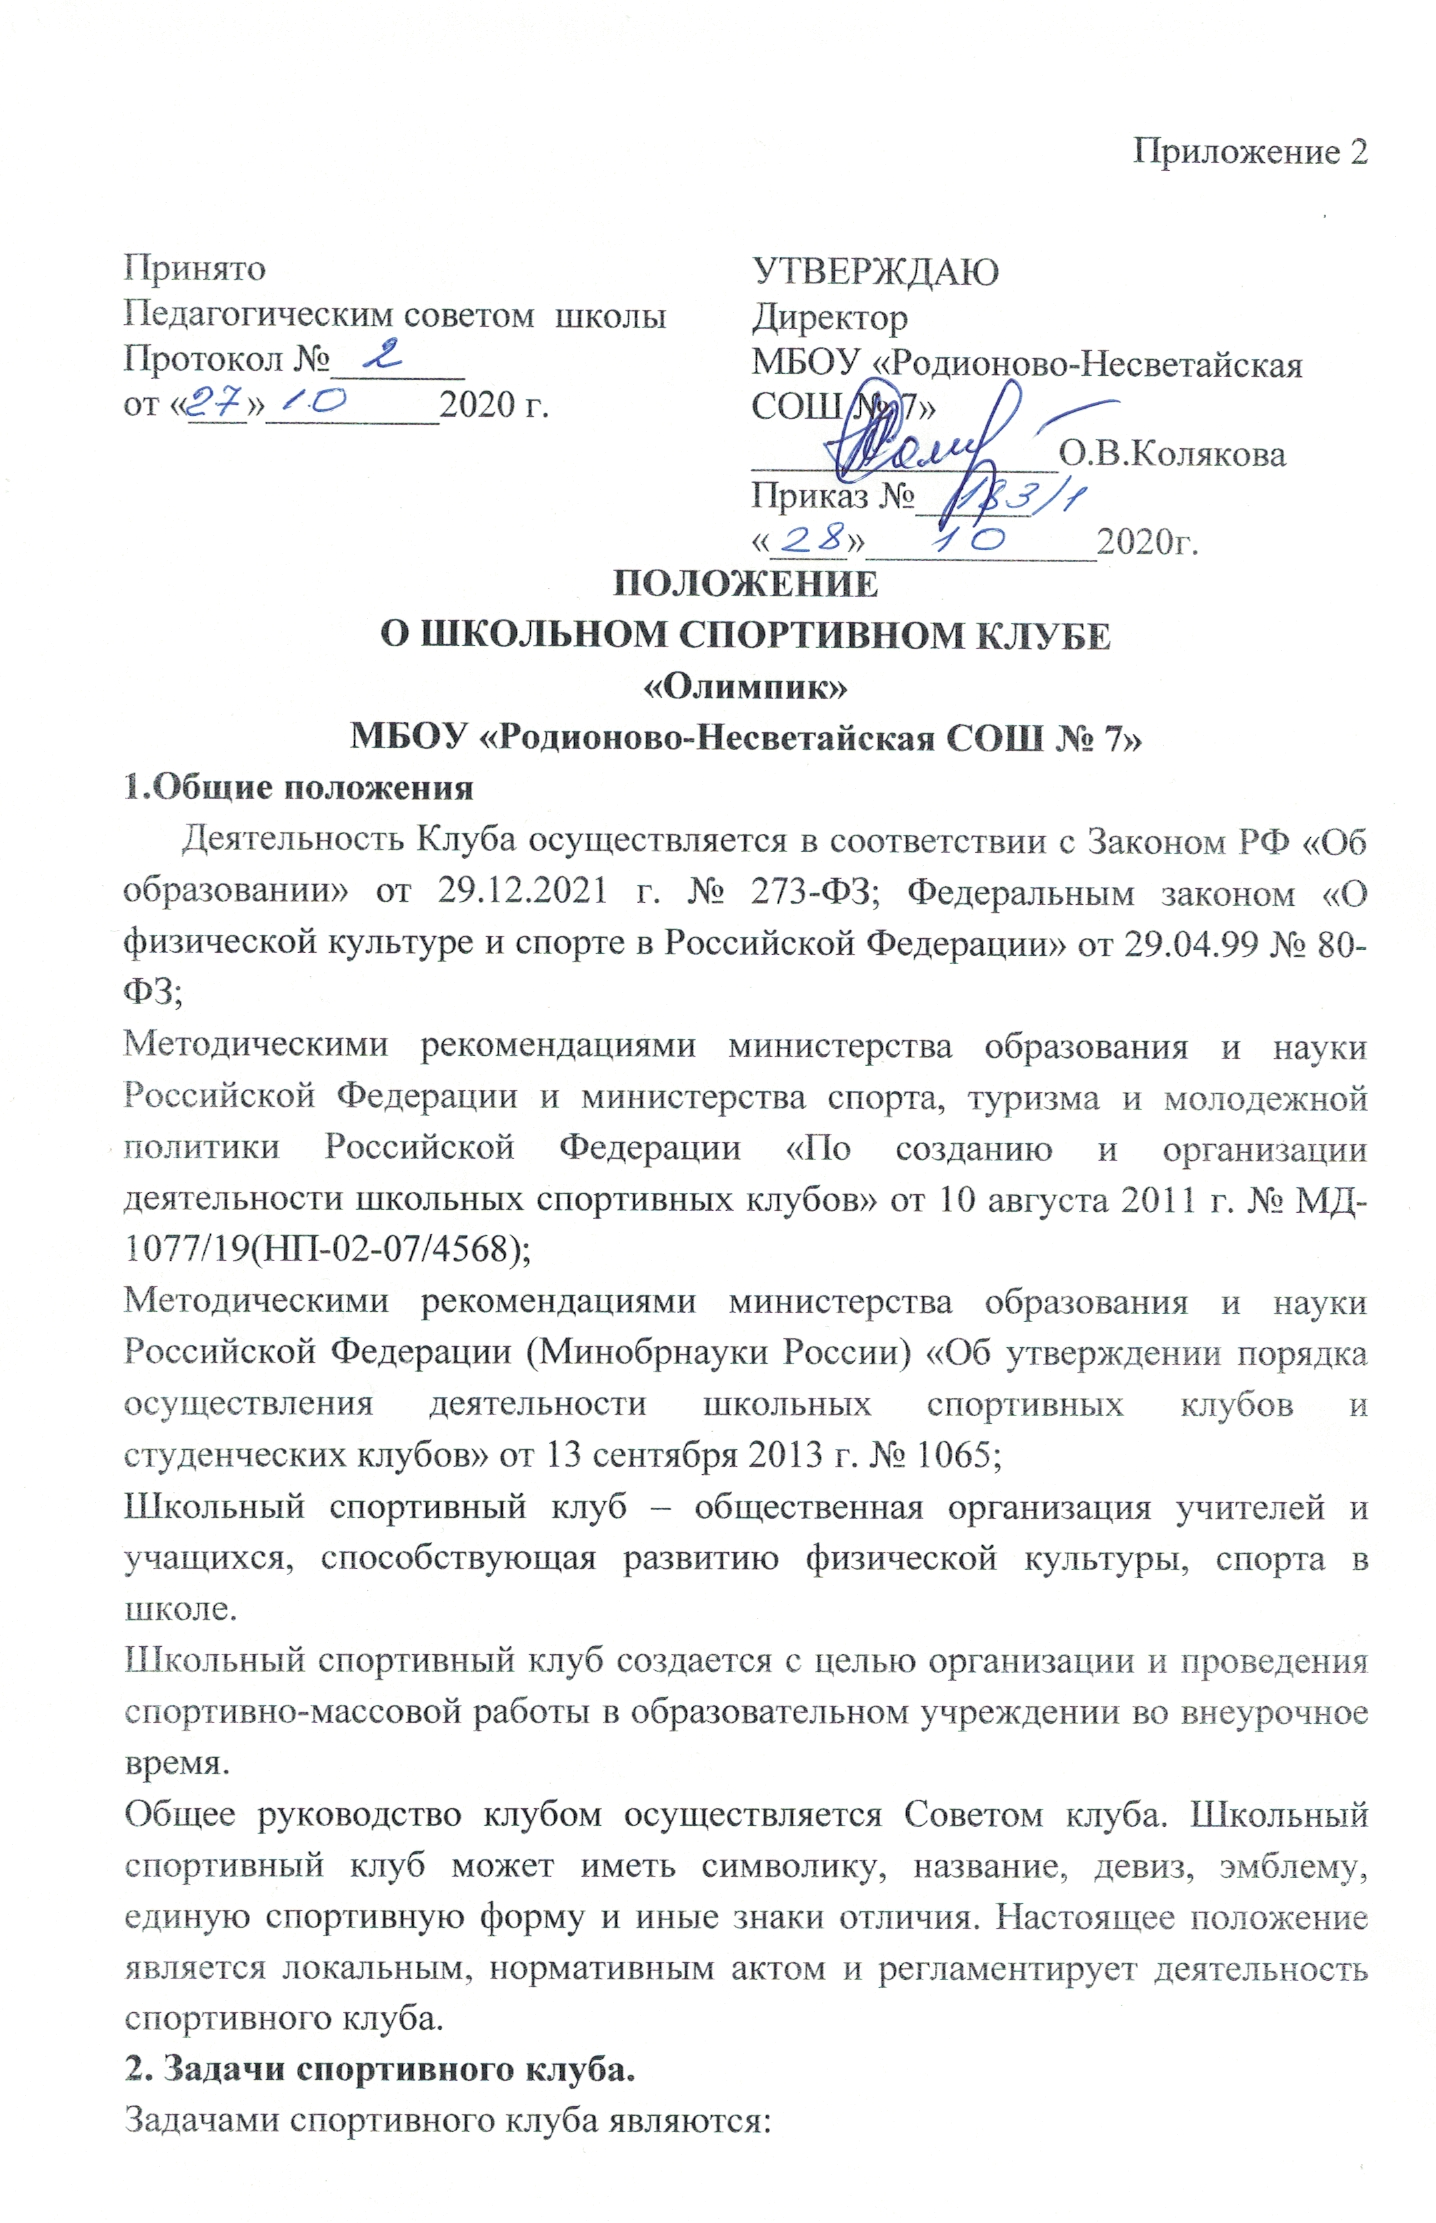 Приложение 2
Принято
Педагогическим советом школы
Протокол № 2
от «27» 10 2020 г.
УТВЕРЖДАЮ
Директор
МБОУ «Родионово-Несветайская
СОШ № 7»
О.В.Колякова
Приказ № 183/1
«28» 10 2020г.
ПОЛОЖЕНИЕ
О ШКОЛЬНОМ СПОРТИВНОМ КЛУБЕ
«Олимпик»
МБОУ «Родионово-Несветайская СОШ № 7»
1.Общие положения
Деятельность Клуба осуществляется в соответствии с Законом РФ «Об
образовании» от 29.12.2021 г. № 273-ФЗ; Федеральным законом «О
физической культуре и спорте в Российской Федерации» от 29.04.99 № 80-
ФЗ;
Методическими рекомендациями министерства образования и науки
Российской Федерации и министерства спорта, туризма и молодежной
политики Российской Федерации «По созданию и организации
деятельности школьных спортивных клубов» от 10 августа 2011 г. № МД-
1077/19(НП-02-07/4568);
Методическими рекомендациями министерства образования и науки
Российской Федерации (Минобрнауки России) «Об утверждении порядка
осуществления деятельности школьных спортивных клубов и
студенческих клубов» от 13 сентября 2013 г. № 1065;
Школьный спортивный клуб – общественная организация учителей и
учащихся, способствующая развитию физической культуры, спорта в
школе.
Школьный спортивный клуб создается с целью организации и проведения
спортивно-массовой работы в образовательном учреждении во внеурочное
время.
Общее руководство клубом осуществляется Советом клуба. Школьный
спортивный клуб может иметь символику, название, девиз, эмблему,
единую спортивную форму и иные знаки отличия. Настоящее положение
является локальным, нормативным актом и регламентирует деятельность
спортивного клуба.
2. Задачи спортивного клуба.
Задачами спортивного клуба являются: